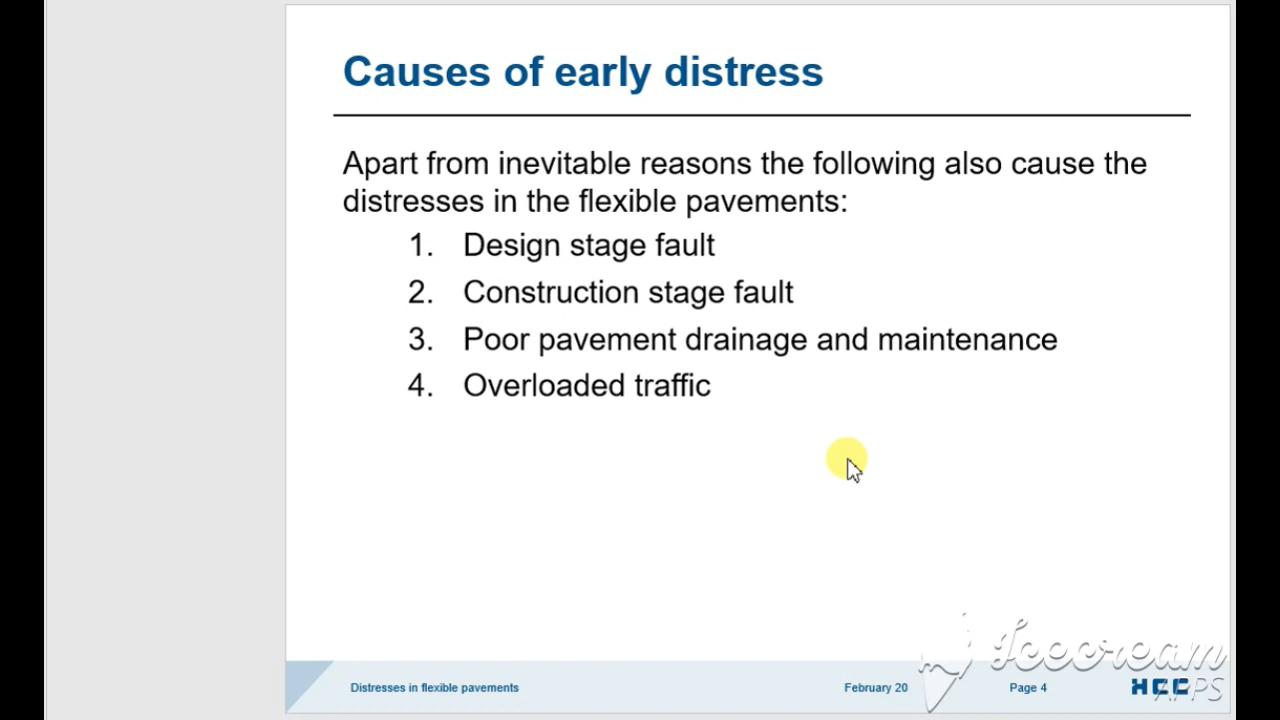 Causes of early distress
Apart from inevitable reasons the following also cause the
distresses in the flexible pavements:
1. Design stage fault
2. Construction stage fault
3. Poor pavement drainage and maintenance
4. Overloaded traffic
Icecream
APPS
Distresses in flexible pavements
February 20
Page 4
HCC